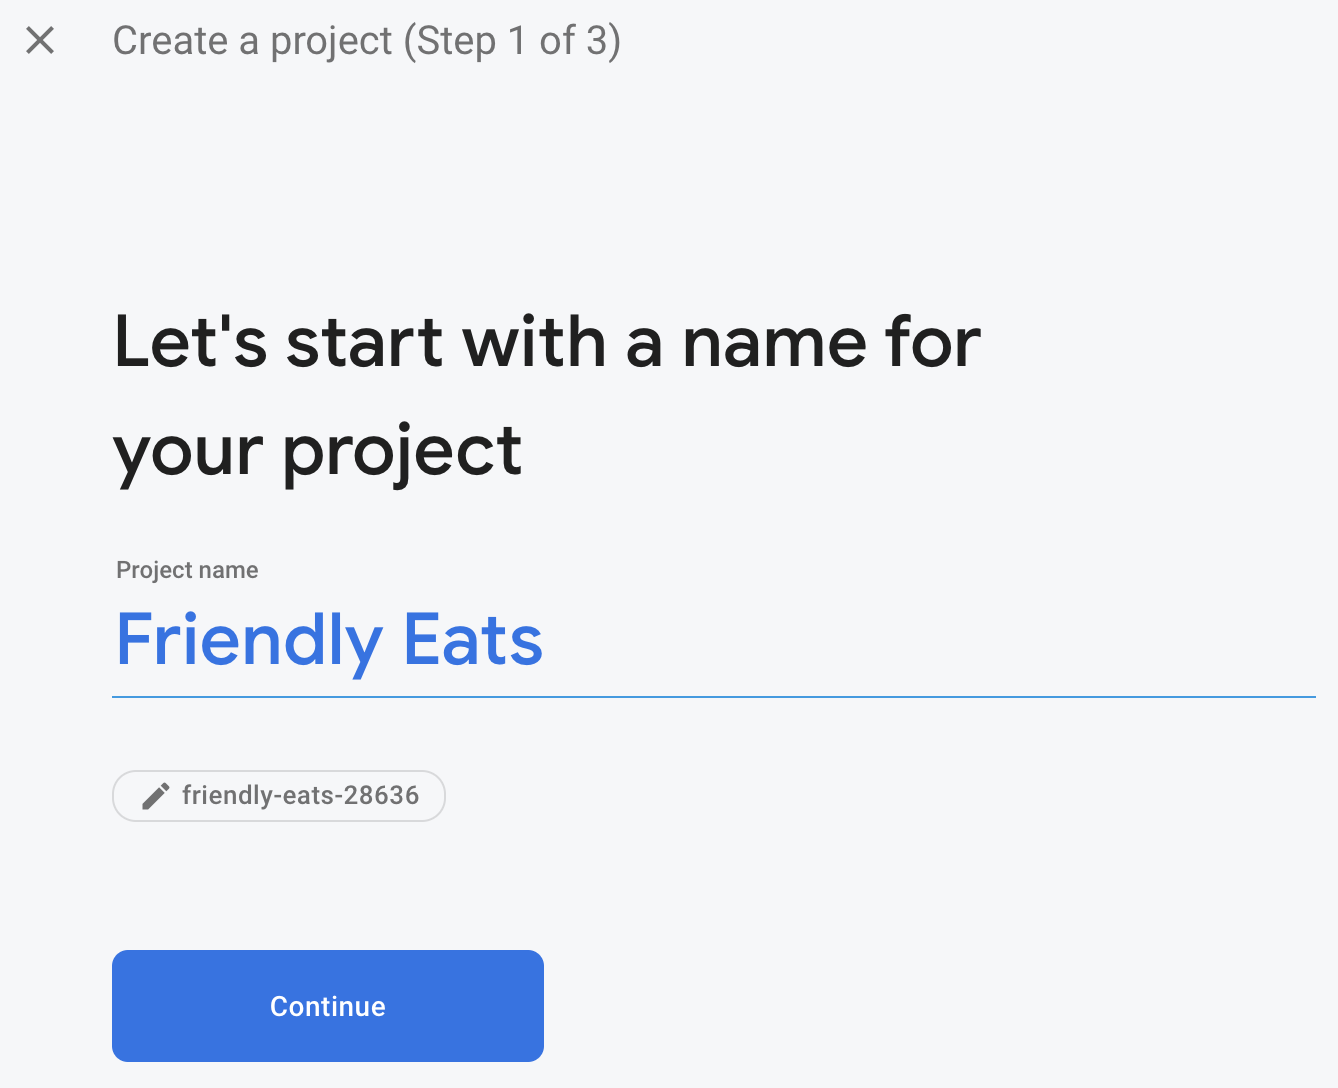 Create a project (Step 1 of 3)
Let's start with a name for
your project
Project name
Friendly Eats
friendly-eats-28636
Continue